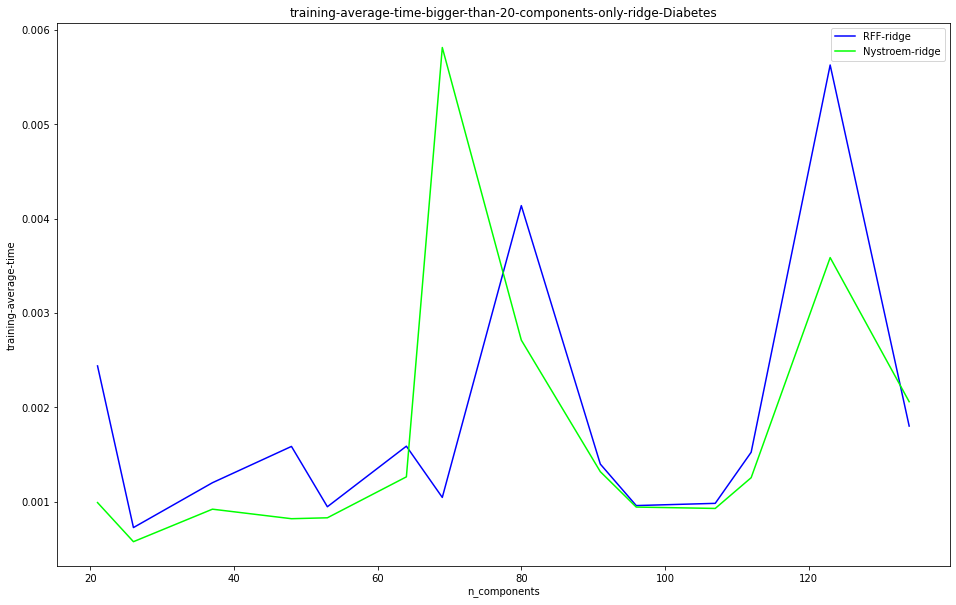 training-average-time-bigger-than-20-components-only-ridge-Diabetes
RFF-ridge
Nystroem-ridge
0.006
0.005
0.004
0.003
0.002
0.001
training-average-time
20 40 60 80 100 120
n_components